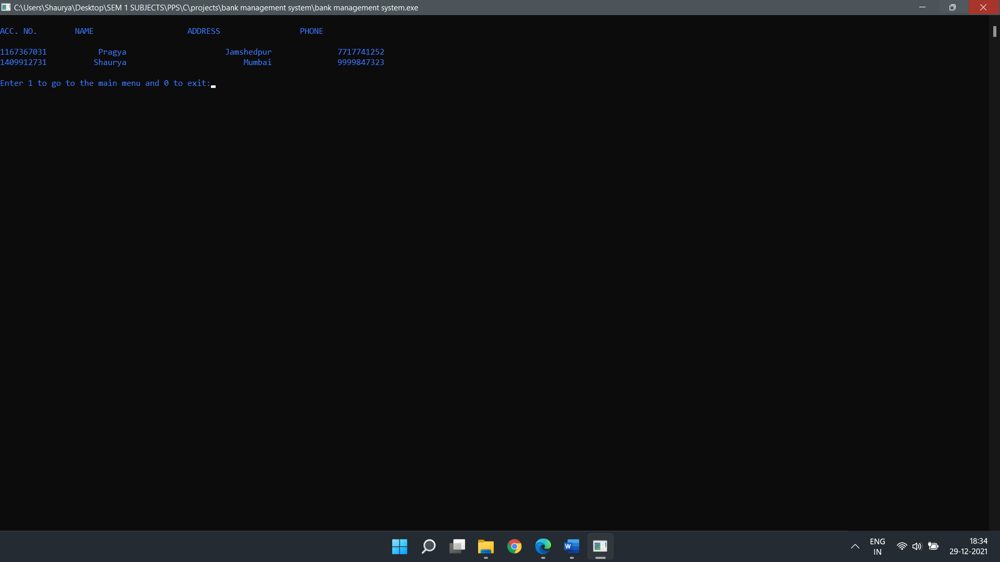 C:\Users\Shaurya\Desktop\SEM 1 SUBJECTS\PPS\C\projects\bank management system\bank management system.exe
ACC. NO. NAME ADDRESS PHONE
1167367031 Pragya Jamshedpur 7717741252
1409912731 Shaurya Mumbai 9999847323
Enter 1 to go to the main menu and 0 to exit:
W
ENG
IN
18:34
29-12-2021